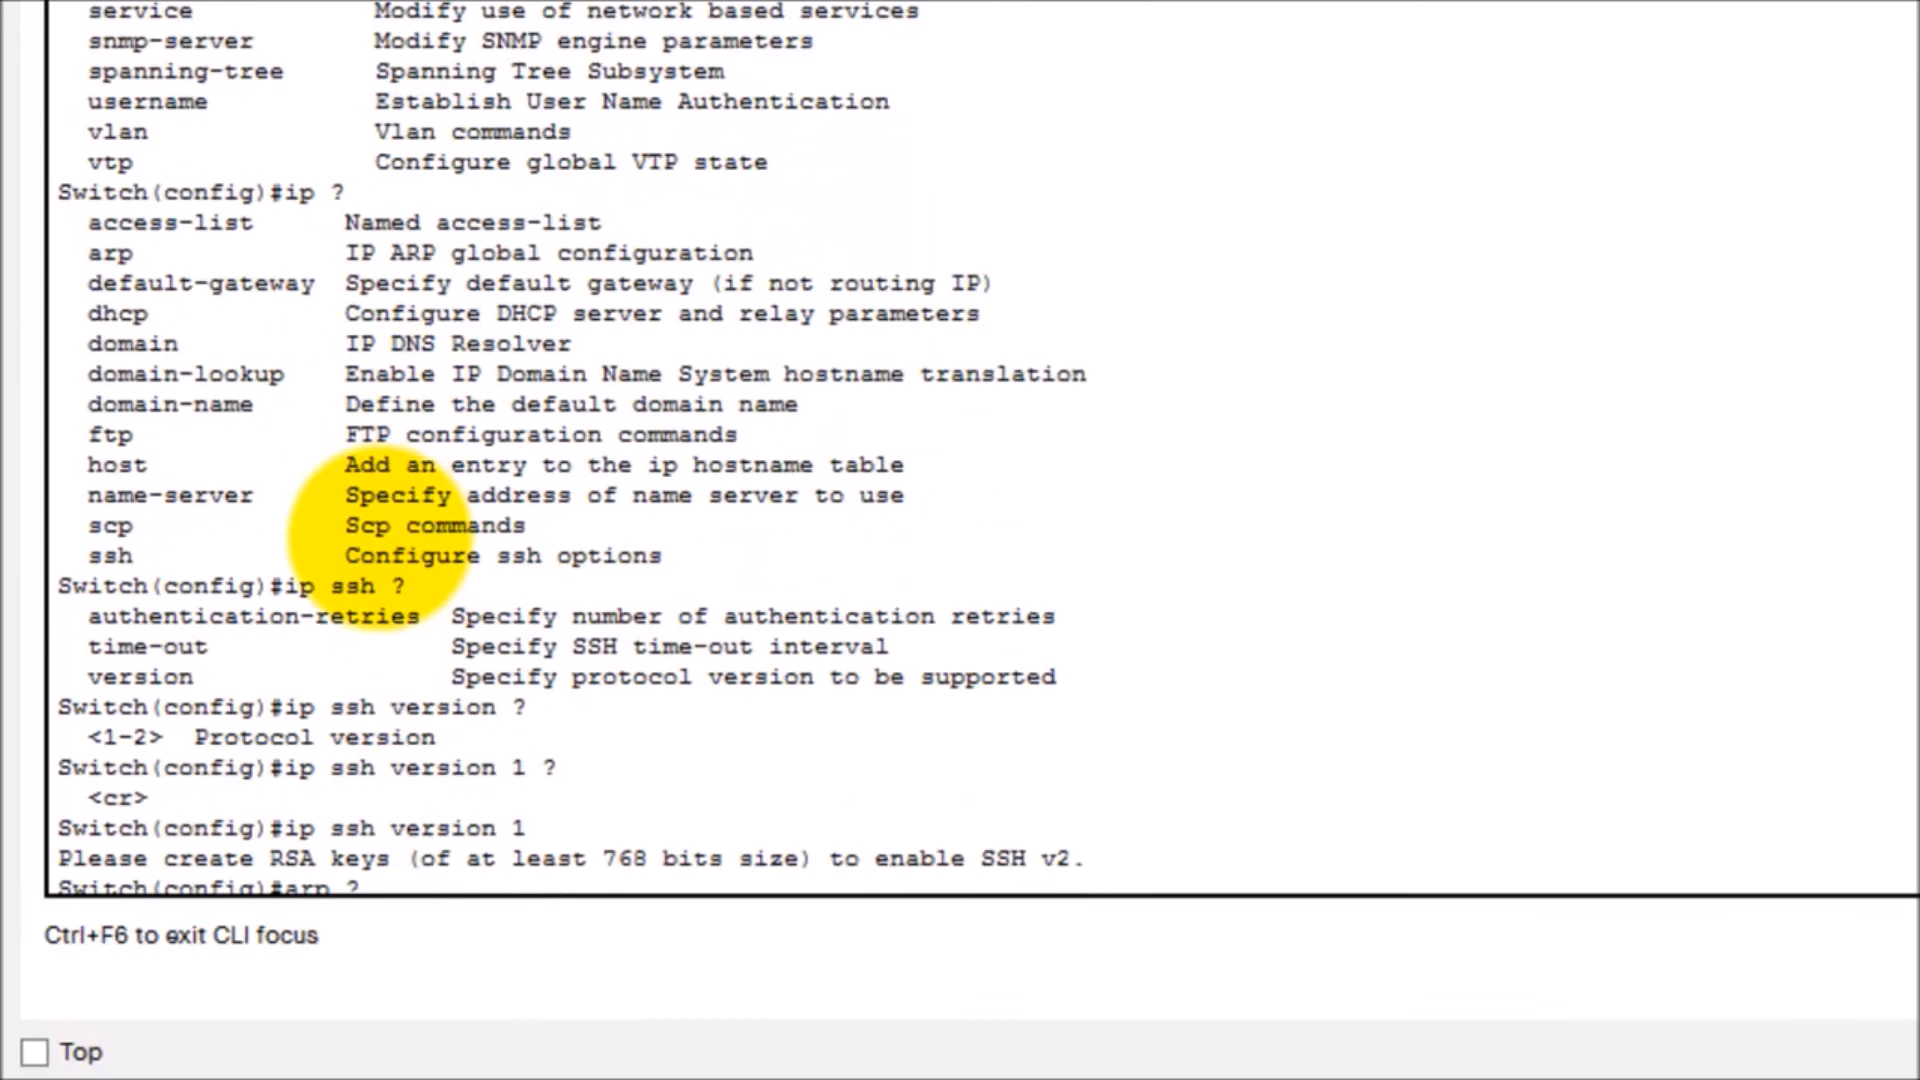 service Modify use of network based services
snmp-server Modify SNMP engine parameters
spanning-tree Spanning Tree Subsystem
username Establish User Name Authentication
vlan Vlan commands
vtp Configure global VTP state
Switch(config)#ip ?
access-list Named access-list
arp IP ARP global configuration
default-gateway Specify default gateway (if not routing IP)
dhcp Configure DHCP server and relay parameters
domain IP DNS Resolver
domain-lookup Enable IP Domain Name System hostname translation
domain-name Define the default domain name
ftp FTP configuration commands
host Add an entry to the ip hostname table
name-server Specify address of name server to use
scp Scp commands
ssh Configure ssh options
Switch(config)#ip ssh ?
authentication-retries Specify number of authentication retries
time-out Specify SSH time-out interval
version Specify protocol version to be supported
Switch(config)#ip ssh version ?
<1-2> Protocol version
Switch(config)#ip ssh version 1 ?
<cr>
Switch(config)#ip ssh version 1
Please create RSA keys (of at least 768 bits size) to enable SSH v2.
Switch(config)#arp ?
Ctrl+F6 to exit CLI focus
Top